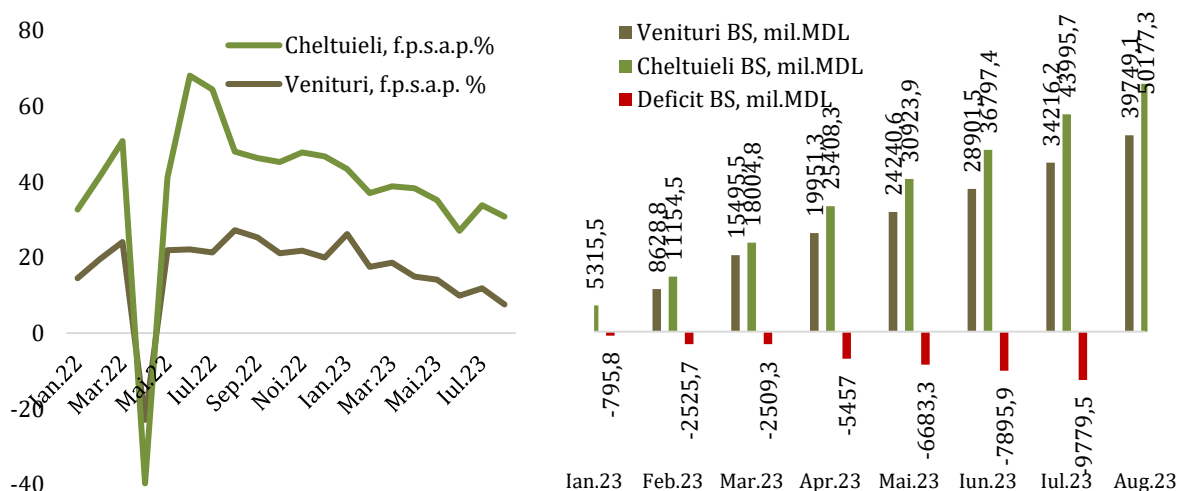 80
60
40
20
0
-20
-40
Cheltuieli, f.p.s.a.p.%
Venituri, f.p.s.a.p. %
Ian.22
Mar.22
Mai.22
Iul.22
Sep.22
Noi.22
Ian.23
Mar.23
Mai.23
Iul.23
Venituri BS, mil.MDL
Cheltuieli BS, mil.MDL
Deficit BS, mil.MDL
5315,5
8628,8
11154,5
15495,5
18004,8
19951,3
25408,3
24240,6
30923,9
28901,5
36797,4
34216,2
43995,7
39749,1
50177,3
-795,8
-2525,7
-2509,3
-5457
-6683,3
-7895,9
-9779,5
Ian.23
Feb.23
Mar.23
Apr.23
Mai.23
Iun.23
Iul.23
Aug.23